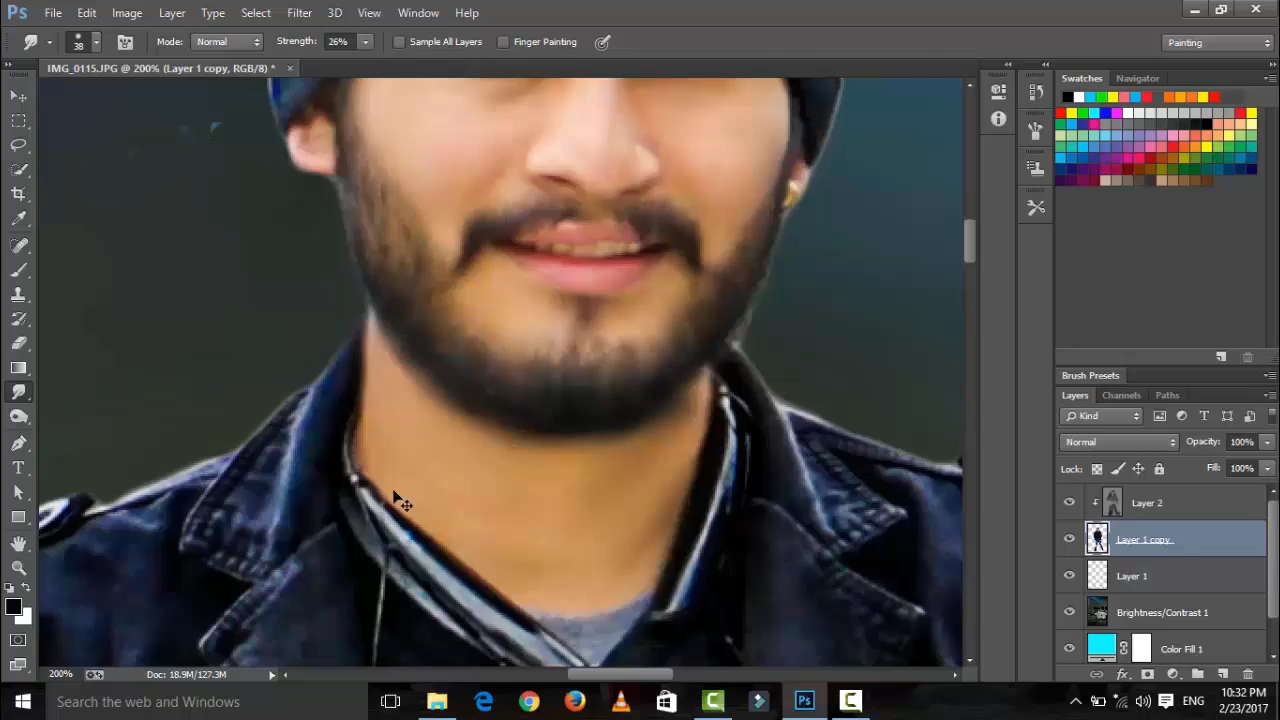 Ps File Edit Image Layer Type Select Filter 3D View Window Help
38 Mode: Normal Strength: 26% Sample All Layers Finger Painting Painting
IMG_0115.JPG @ 200% (Layer 1 copy, RGB/8) *
Swatches Navigator
Brush Presets
Layers Channels Paths
Kind
Normal Opacity: 100%
Lock: Fill: 100%
Layer 2
Layer 1 copy
Layer 1
Brightness/Contrast 1
Color Fill 1
200% Doc: 18.9M/127.3M
Search the web and Windows
10:32 PM
2/23/2017